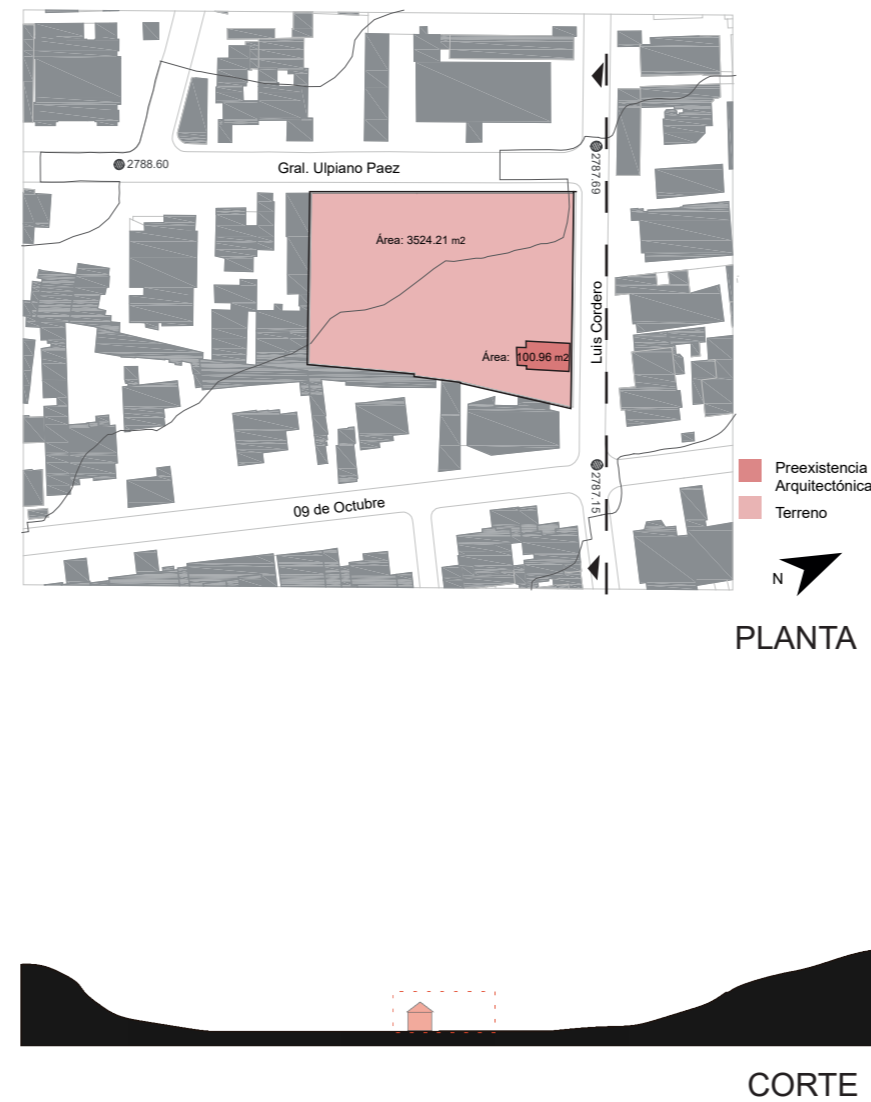 2788.60
Gral. Ulpiano Paez
2787.69
Área: 3524.21 m2
Luis Cordero
Área: 100.96 m2
2787.15
09 de Octubre
Preexistencia
Arquitectónica
Terreno
N
PLANTA
CORTE